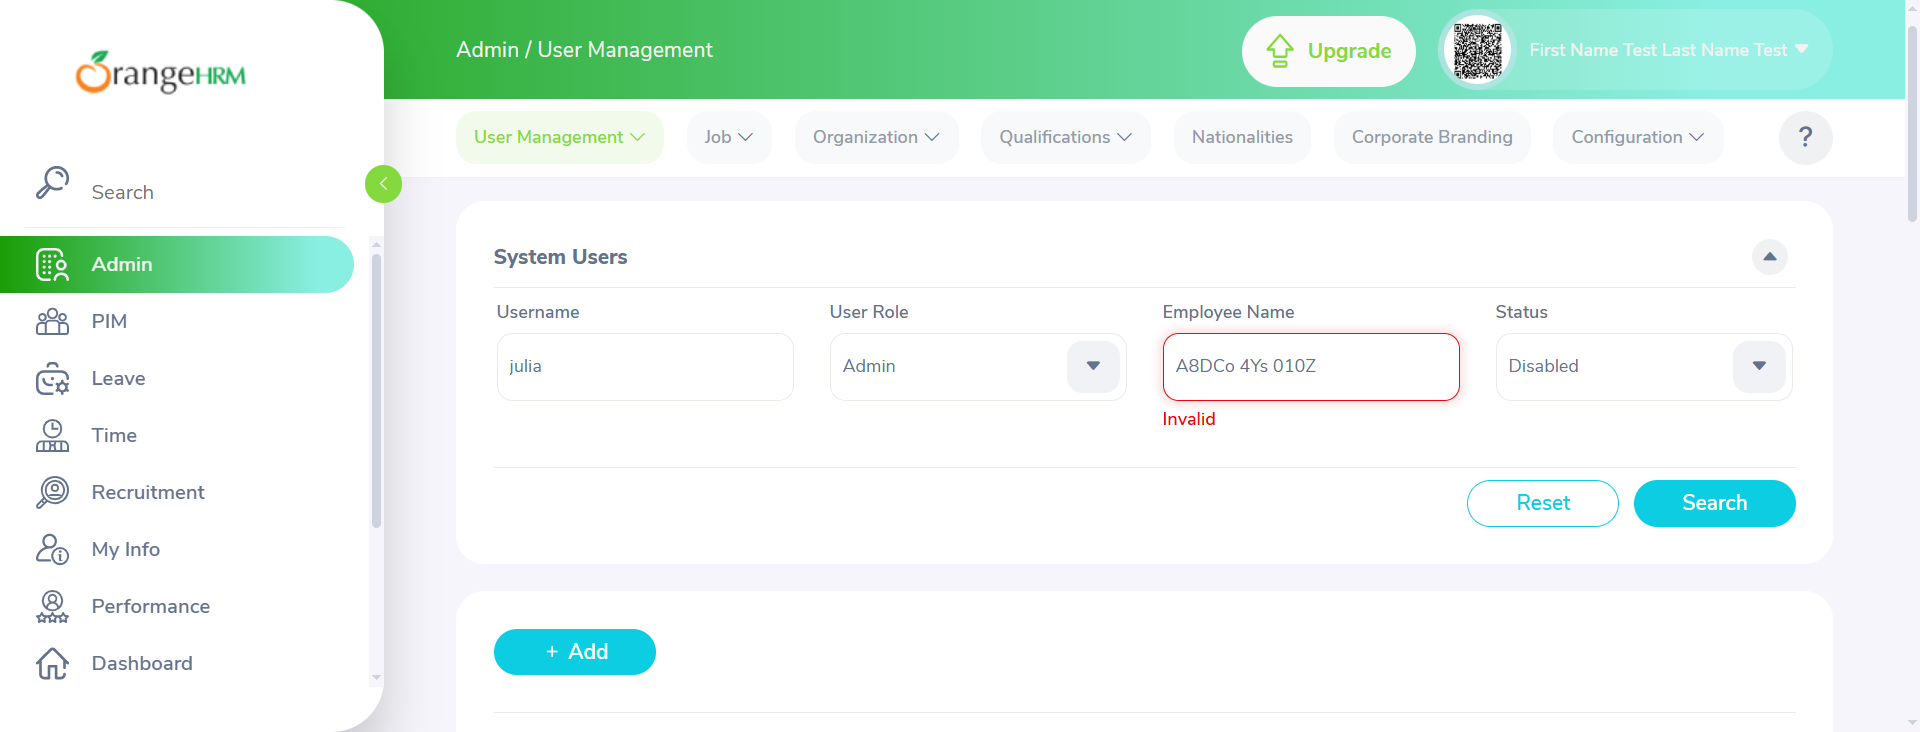 OrangeHRM
Admin / User Management
Upgrade
First Name Test Last Name Test
User Management
Job
Organization
Qualifications
Nationalities
Corporate Branding
Configuration
?
Search
Admin
PIM
Leave
Time
Recruitment
My Info
Performance
Dashboard
System Users
Username
User Role
Employee Name
Status
julia
Admin
A8DCo 4Ys 010Z
Disabled
Invalid
Reset
Search
+ Add